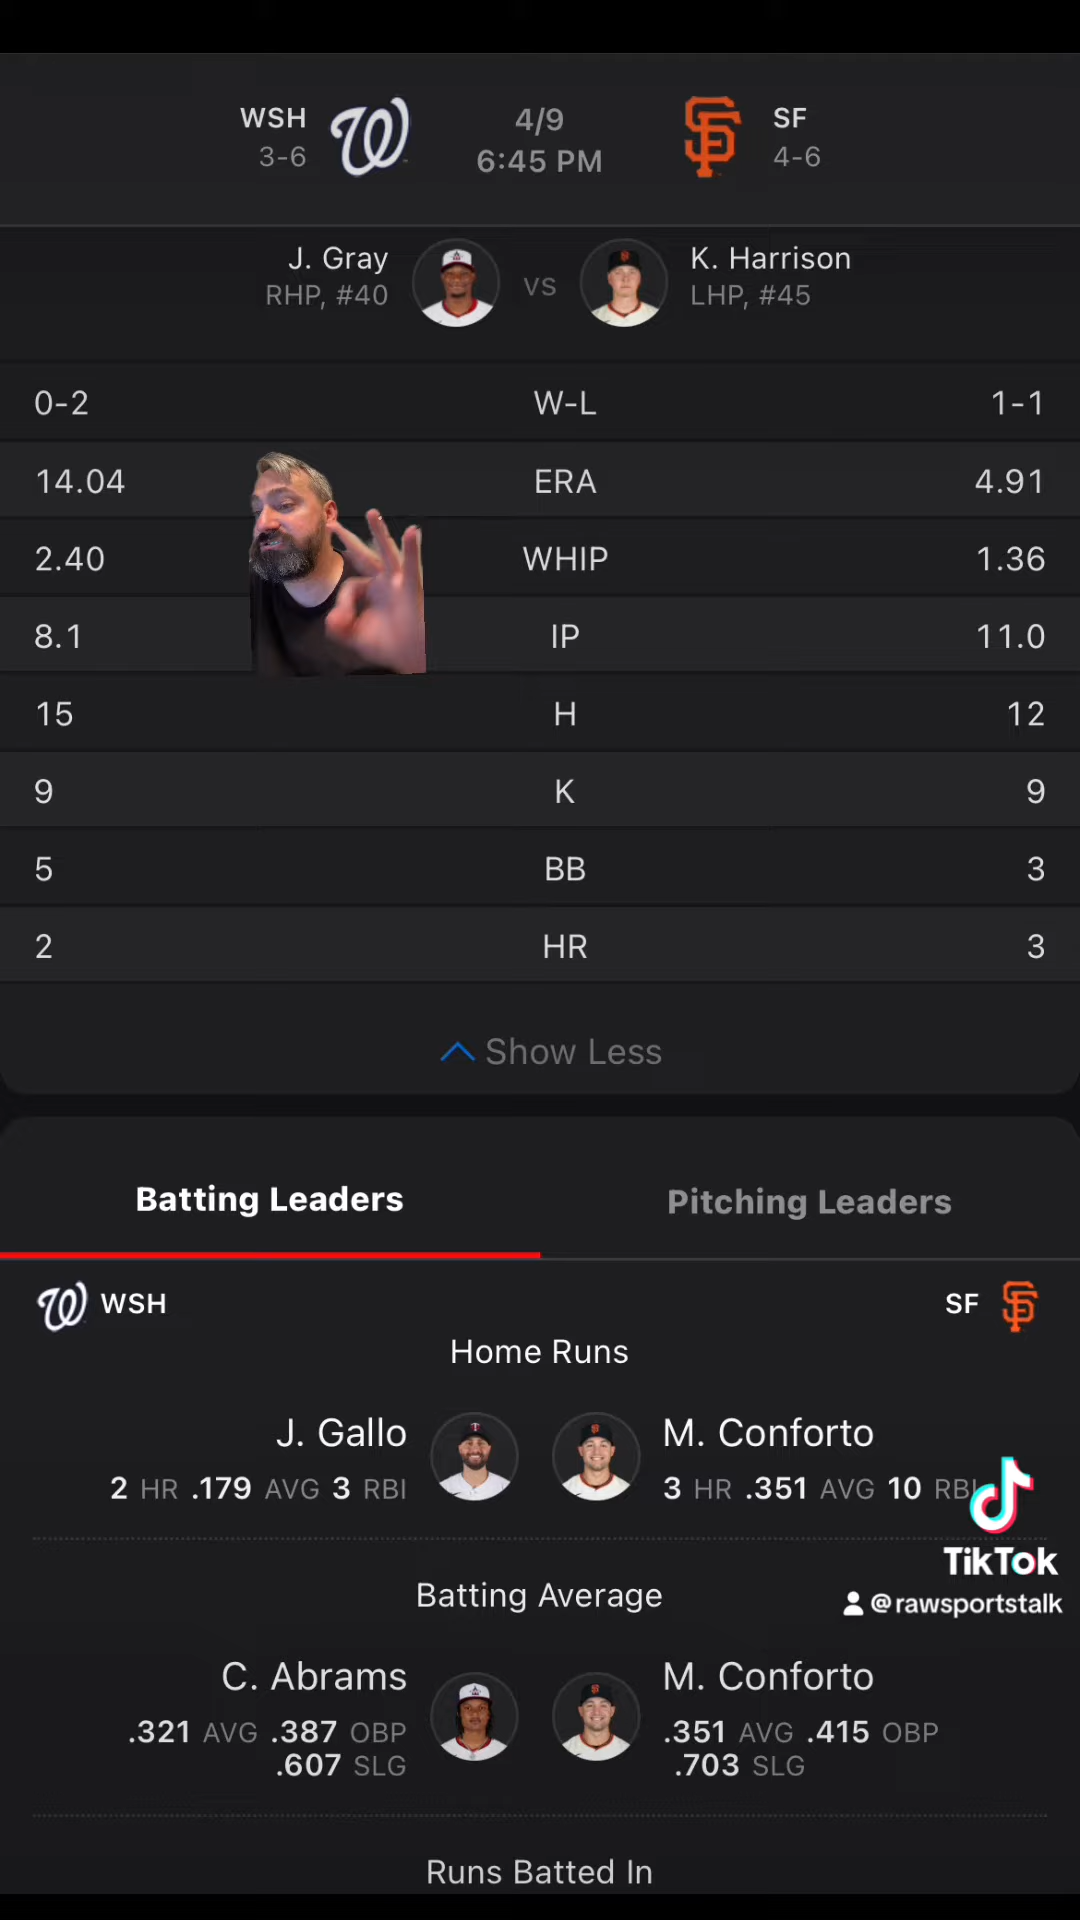 WSH
3-6
4/9
6:45 PM
SF
4-6
J. Gray
RHP, #40
vs
K. Harrison
LHP, #45
0-2 W-L 1-1
14.04 ERA 4.91
2.40 WHIP 1.36
8.1 IP 11.0
15 H 12
9 K 9
5 BB 3
2 HR 3
Show Less
Batting Leaders
Pitching Leaders
WSH
SF
Home Runs
J. Gallo
2 HR .179 AVG 3 RBI
M. Conforto
3 HR .351 AVG 10 RBI
TikTok
@rawsportstalk
Batting Average
C. Abrams
.321 AVG .387 OBP
.607 SLG
M. Conforto
.351 AVG .415 OBP
.703 SLG
Runs Batted In